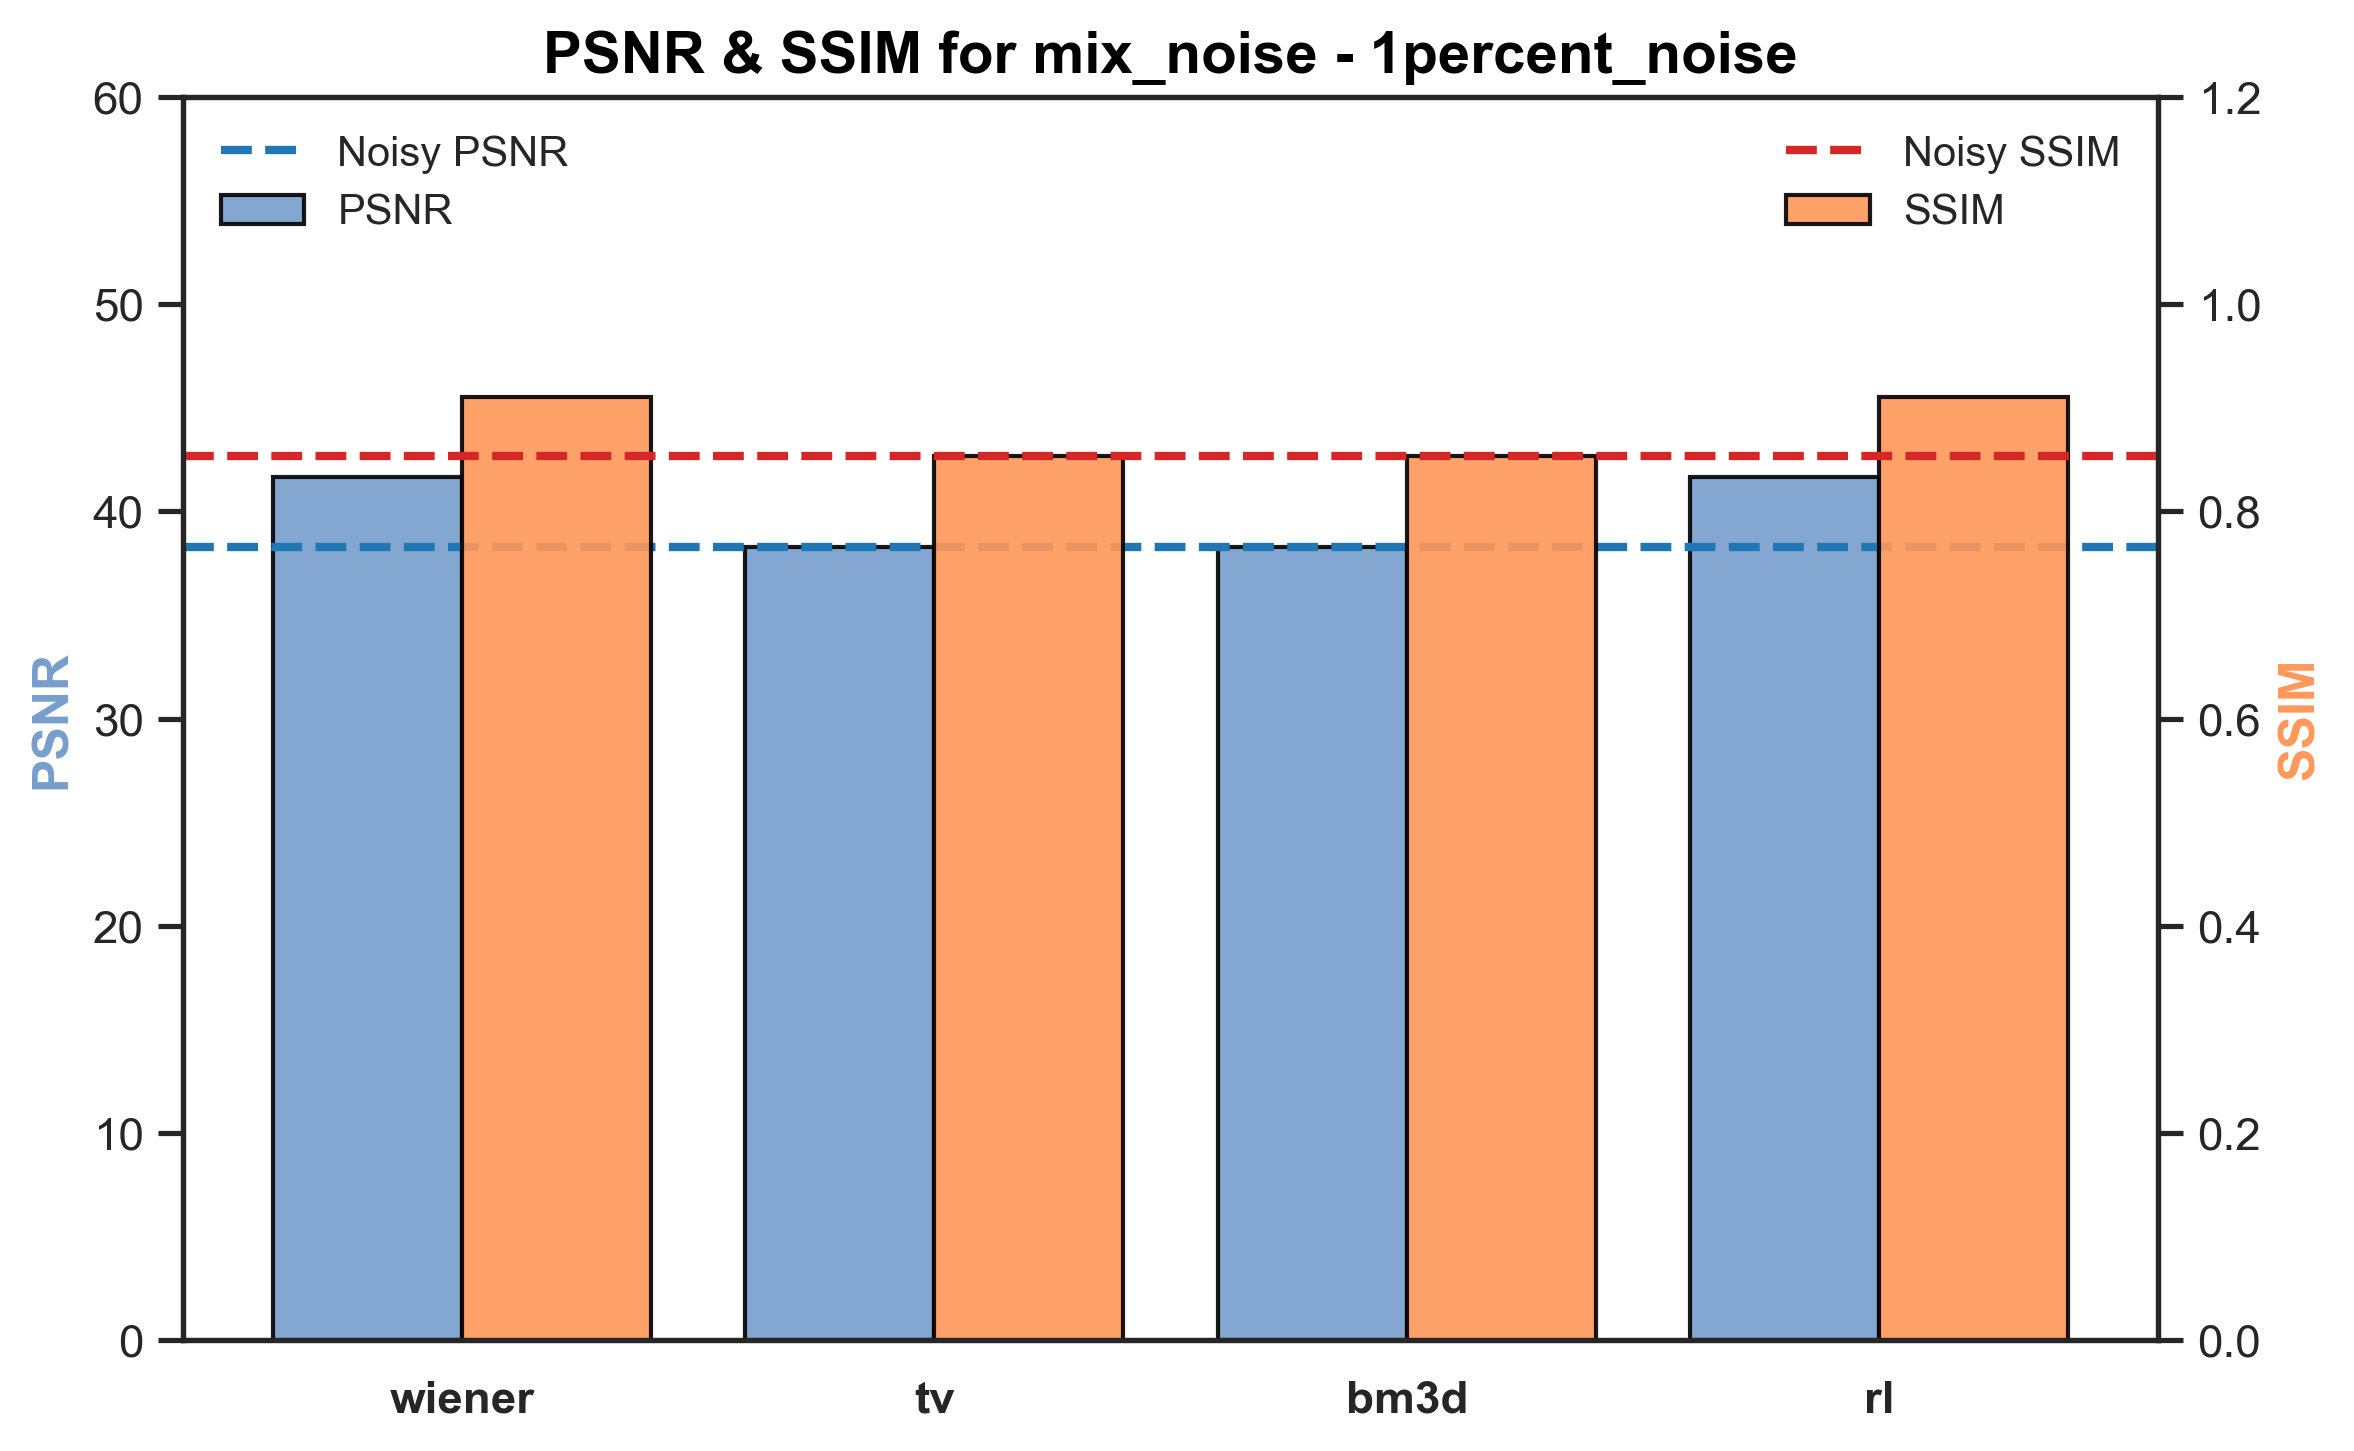 PSNR & SSIM for mix_noise - 1percent_noise
Noisy PSNR
PSNR
Noisy SSIM
SSIM
60
50
40
30
20
10
0
PSNR
1.2
1.0
0.8
0.6
0.4
0.2
0.0
SSIM
wiener
tv
bm3d
rl